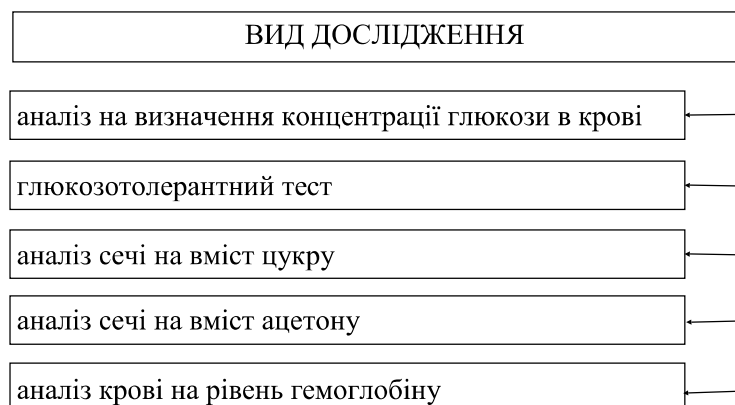 ВИД ДОСЛІДЖЕННЯ
аналіз на визначення концентрації глюкози в крові
глюкозотолерантний тест
аналіз сечі на вміст цукру
аналіз сечі на вміст ацетону
аналіз крові на рівень гемоглобіну